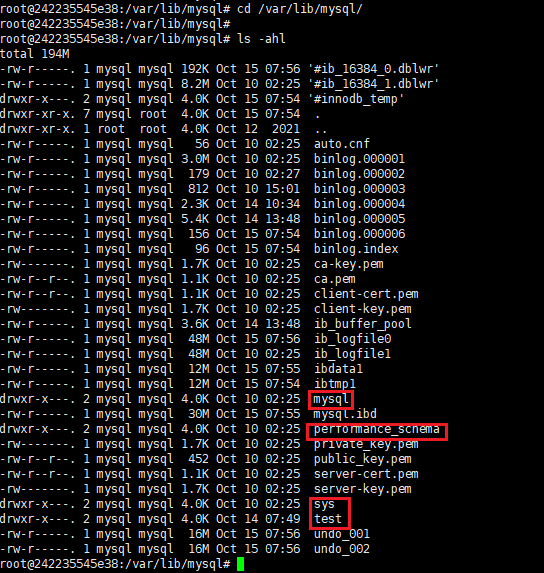 root@242235545e38:/var/lib/mysql# cd /var/lib/mysql/
root@242235545e38:/var/lib/mysql#
root@242235545e38:/var/lib/mysql# ls -ahl
total 194M
-rw-r-----. 1 mysql mysql 192K Oct 15 07:56 '#ib_16384_0.dblwr'
-rw-r-----. 1 mysql mysql 8.2M Oct 10 02:25 '#ib_16384_1.dblwr'
drwxr-x---. 2 mysql mysql 4.0K Oct 15 07:54 '#innodb_temp'
drwxr-xr-x. 7 mysql root 4.0K Oct 15 07:54 .
drwxr-xr-x. 1 root root 4.0K Oct 12 2021 ..
-rw-r-----. 1 mysql mysql 56 Oct 10 02:25 auto.cnf
-rw-r-----. 1 mysql mysql 3.0M Oct 10 02:25 binlog.000001
-rw-r-----. 1 mysql mysql 179 Oct 10 02:27 binlog.000002
-rw-r-----. 1 mysql mysql 812 Oct 10 15:01 binlog.000003
-rw-r-----. 1 mysql mysql 2.3K Oct 14 10:34 binlog.000004
-rw-r-----. 1 mysql mysql 5.4K Oct 14 13:48 binlog.000005
-rw-r-----. 1 mysql mysql 156 Oct 15 07:54 binlog.000006
-rw-r-----. 1 mysql mysql 96 Oct 15 07:54 binlog.index
-rw-------. 1 mysql mysql 1.7K Oct 10 02:25 ca-key.pem
-rw-r--r--. 1 mysql mysql 1.1K Oct 10 02:25 ca.pem
-rw-r--r--. 1 mysql mysql 1.1K Oct 10 02:25 client-cert.pem
-rw-------. 1 mysql mysql 1.7K Oct 10 02:25 client-key.pem
-rw-r-----. 1 mysql mysql 3.6K Oct 14 13:48 ib_buffer_pool
-rw-r-----. 1 mysql mysql 48M Oct 15 07:56 ib_logfile0
-rw-r-----. 1 mysql mysql 48M Oct 10 02:25 ib_logfile1
-rw-r-----. 1 mysql mysql 12M Oct 15 07:55 ibdata1
-rw-r-----. 1 mysql mysql 12M Oct 15 07:54 ibtmp1
drwxr-x---. 2 mysql mysql 4.0K Oct 10 02:25 mysql
-rw-r-----. 1 mysql mysql 30M Oct 15 07:55 mysql.ibd
drwxr-x---. 2 mysql mysql 4.0K Oct 10 02:25 performance_schema
-rw-------. 1 mysql mysql 1.7K Oct 10 02:25 private_key.pem
-rw-r--r--. 1 mysql mysql 452 Oct 10 02:25 public_key.pem
-rw-r--r--. 1 mysql mysql 1.1K Oct 10 02:25 server-cert.pem
-rw-------. 1 mysql mysql 1.7K Oct 10 02:25 server-key.pem
drwxr-x---. 2 mysql mysql 4.0K Oct 10 02:25 sys
drwxr-x---. 2 mysql mysql 4.0K Oct 14 07:49 test
-rw-r-----. 1 mysql mysql 16M Oct 15 07:56 undo_001
-rw-r-----. 1 mysql mysql 16M Oct 15 07:56 undo_002
root@242235545e38:/var/lib/mysql#